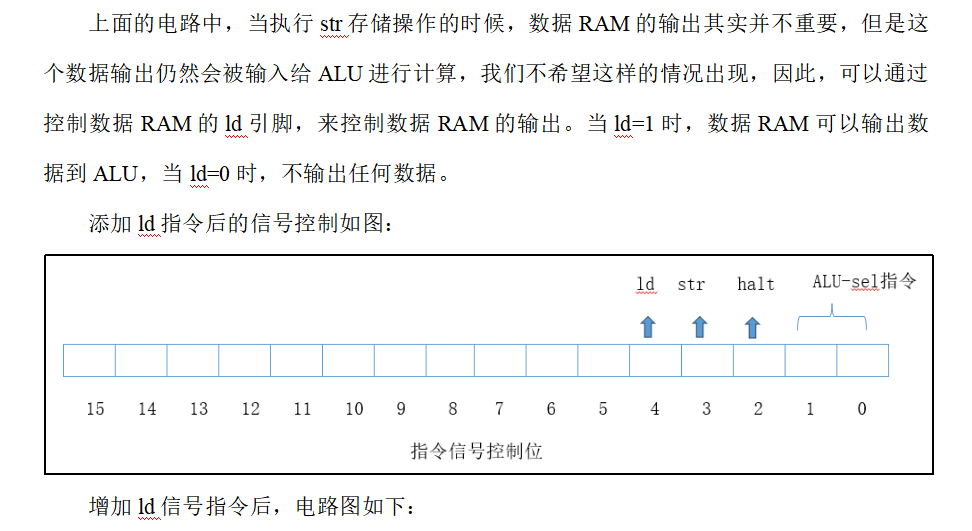 上面的电路中，当执行 str 存储操作的时候，数据 RAM 的输出其实并不重要，但是这
个数据输出仍然会被输入给 ALU 进行计算，我们不希望这样的情况出现，因此，可以通过
控制数据 RAM 的 ld 引脚，来控制数据 RAM 的输出。当 ld=1 时，数据 RAM 可以输出数
据到 ALU，当 ld=0 时，不输出任何数据。
添加 ld 指令后的信号控制如图：
ld str halt ALU-sel指令
15 14 13 12 11 10 9 8 7 6 5 4 3 2 1 0
指令信号控制位
增加 ld 信号指令后，电路图如下：